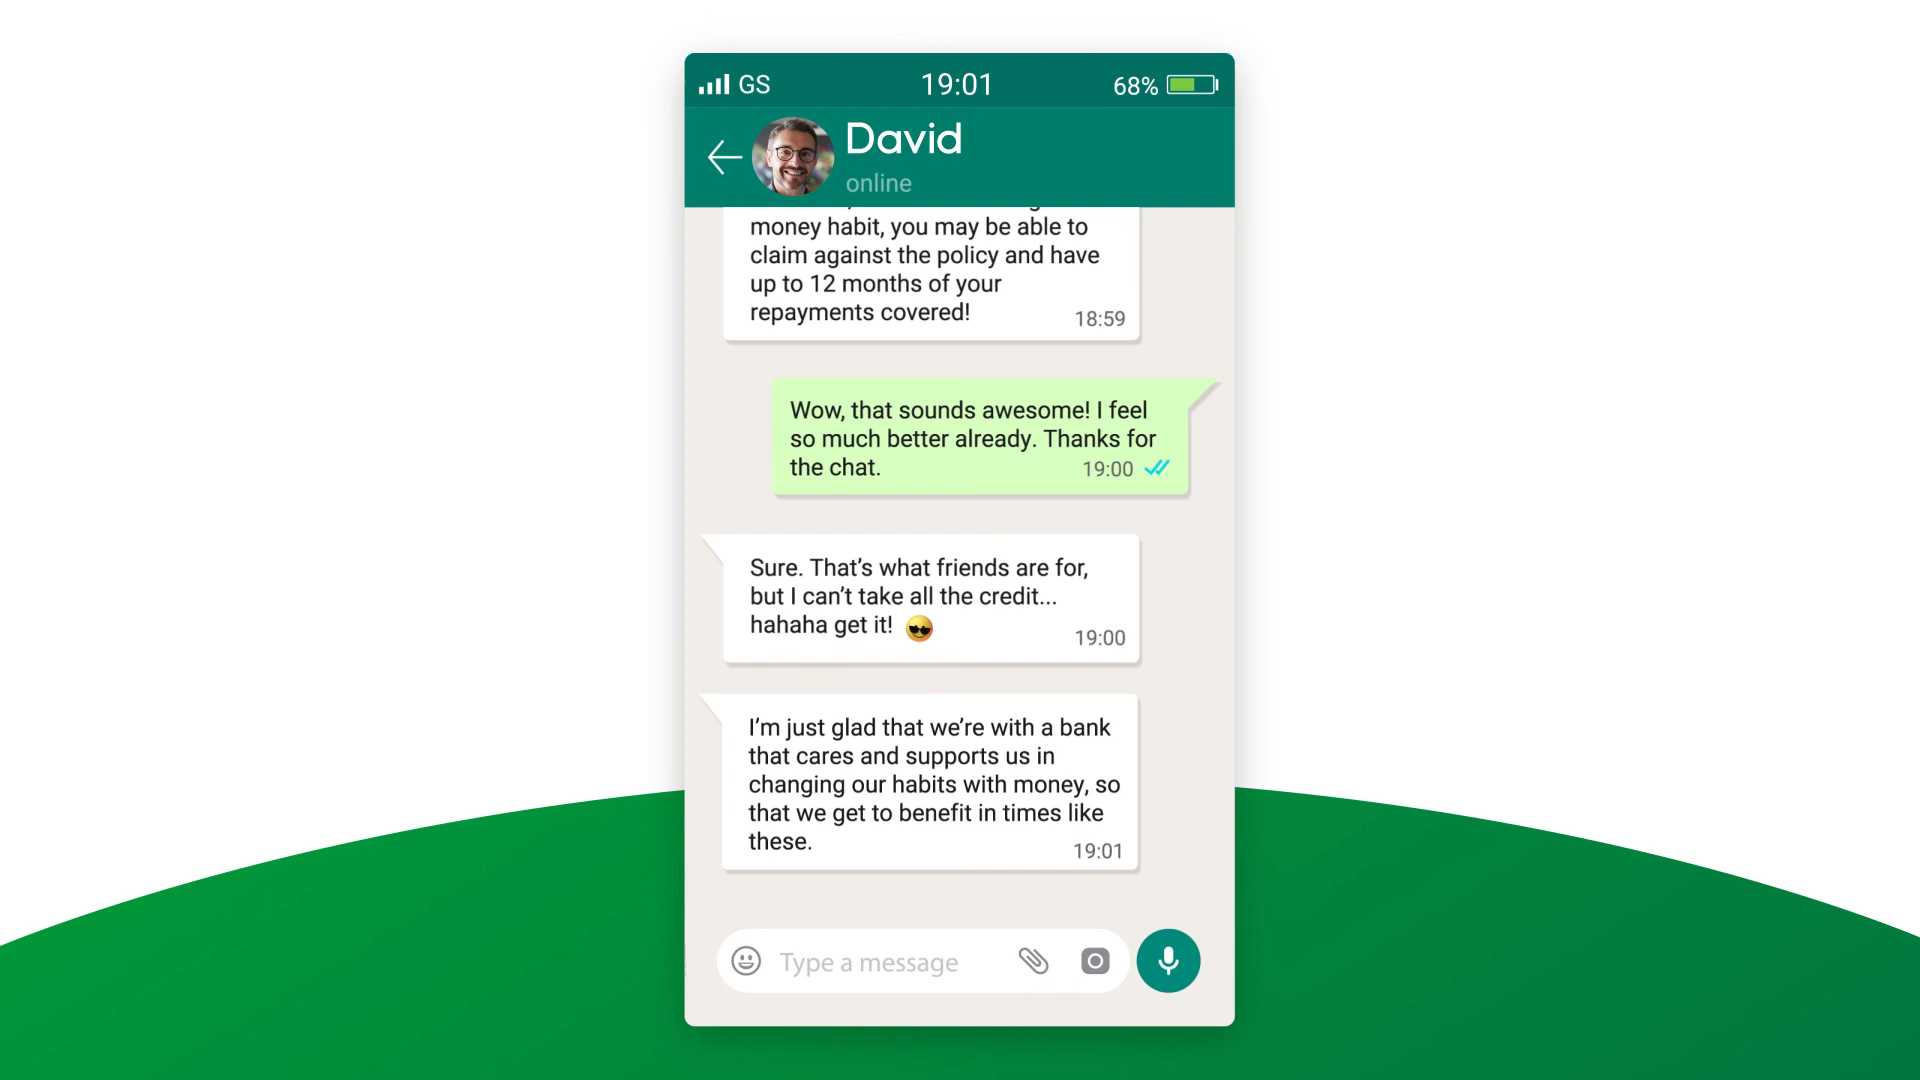 GS
19:01
68%
David
online
money habit, you may be able to
claim against the policy and have
up to 12 months of your
repayments covered!
18:59
Wow, that sounds awesome! I feel
so much better already. Thanks for
the chat.
19:00
Sure. That’s what friends are for,
but I can’t take all the credit...
hahaha get it!
19:00
I’m just glad that we’re with a bank
that cares and supports us in
changing our habits with money, so
that we get to benefit in times like
these.
19:01
Type a message